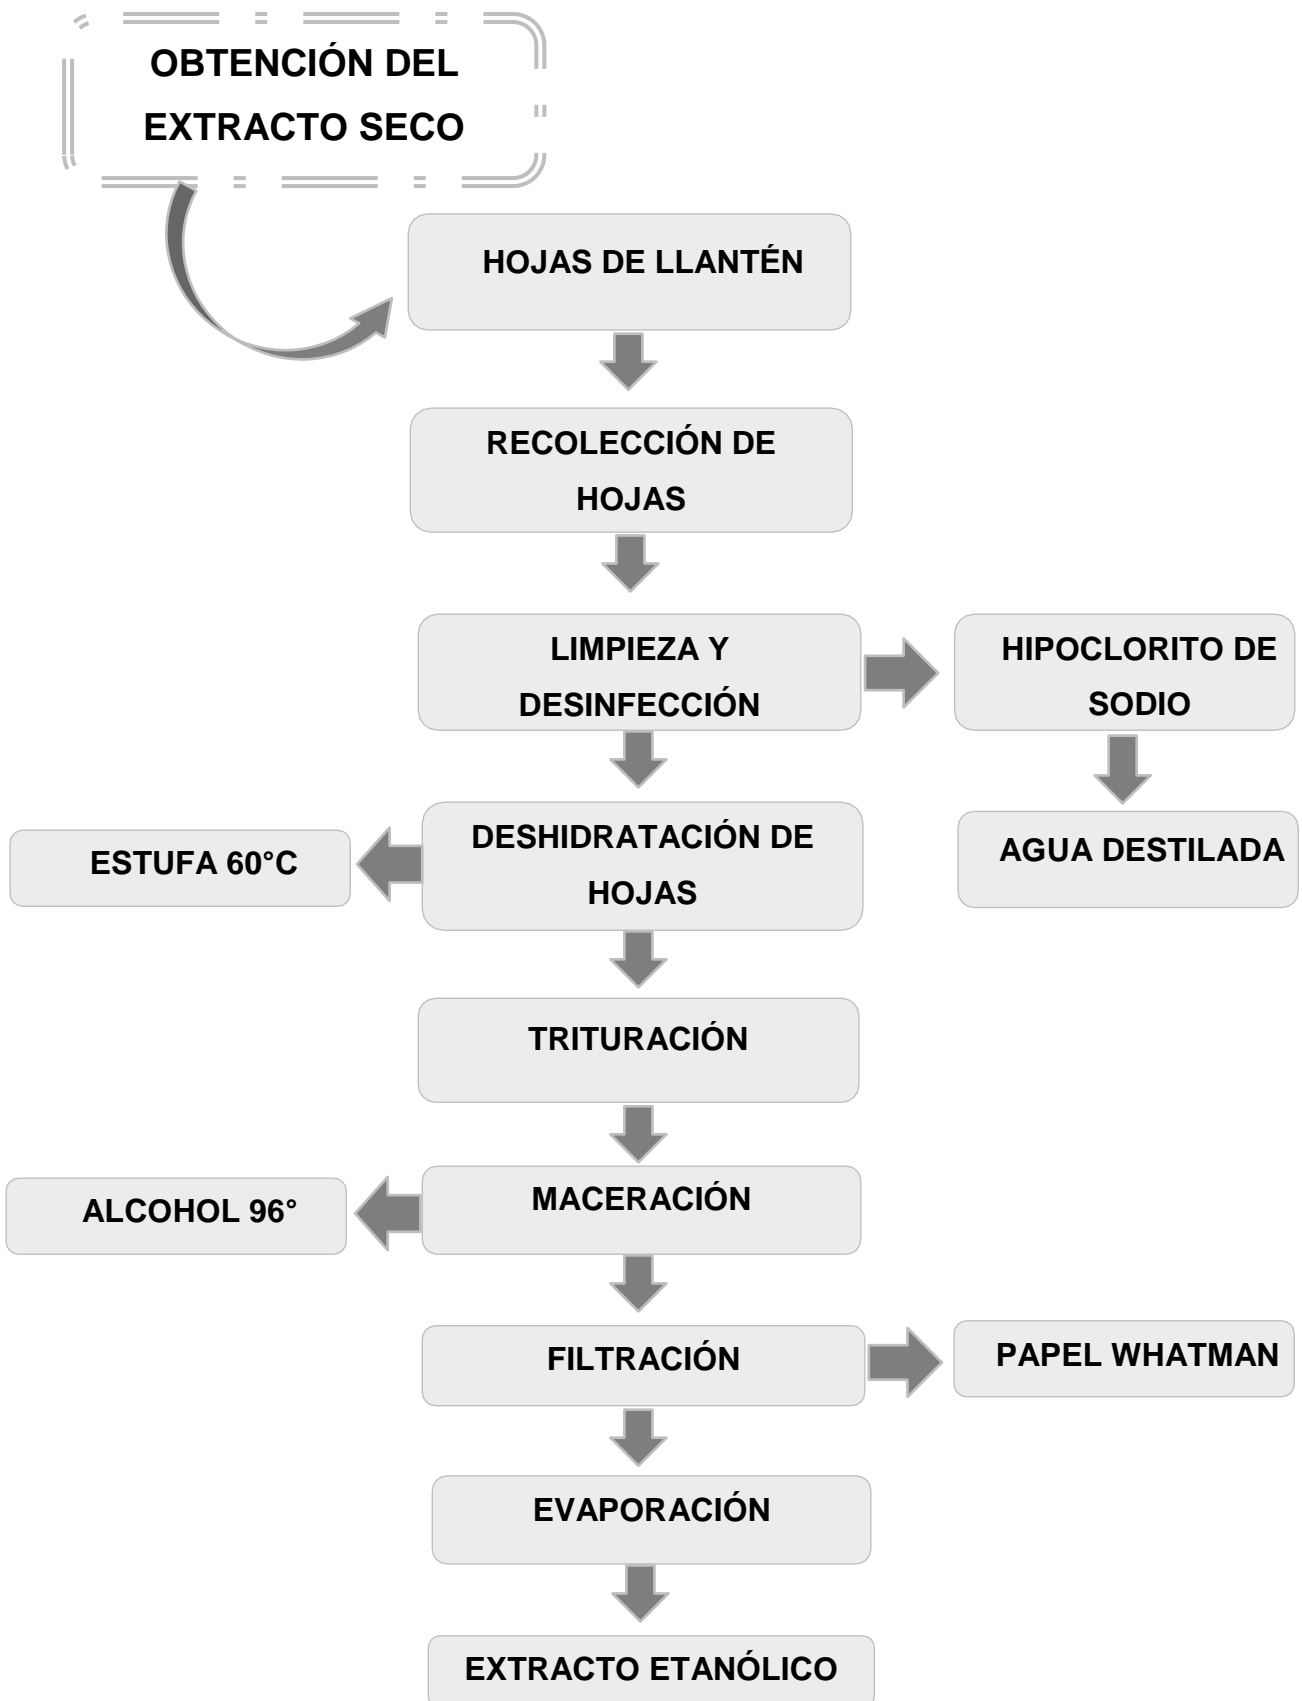 OBTENCIÓN DEL
EXTRACTO SECO
HOJAS DE LLANTÉN
RECOLECCIÓN DE
HOJAS
LIMPIEZA Y
DESINFECCIÓN
HIPOCLORITO DE
SODIO
AGUA DESTILADA
DESHIDRATACIÓN DE
HOJAS
ESTUFA 60°C
TRITURACIÓN
MACERACIÓN
ALCOHOL 96°
FILTRACIÓN
PAPEL WHATMAN
EVAPORACIÓN
EXTRACTO ETANÓLICO